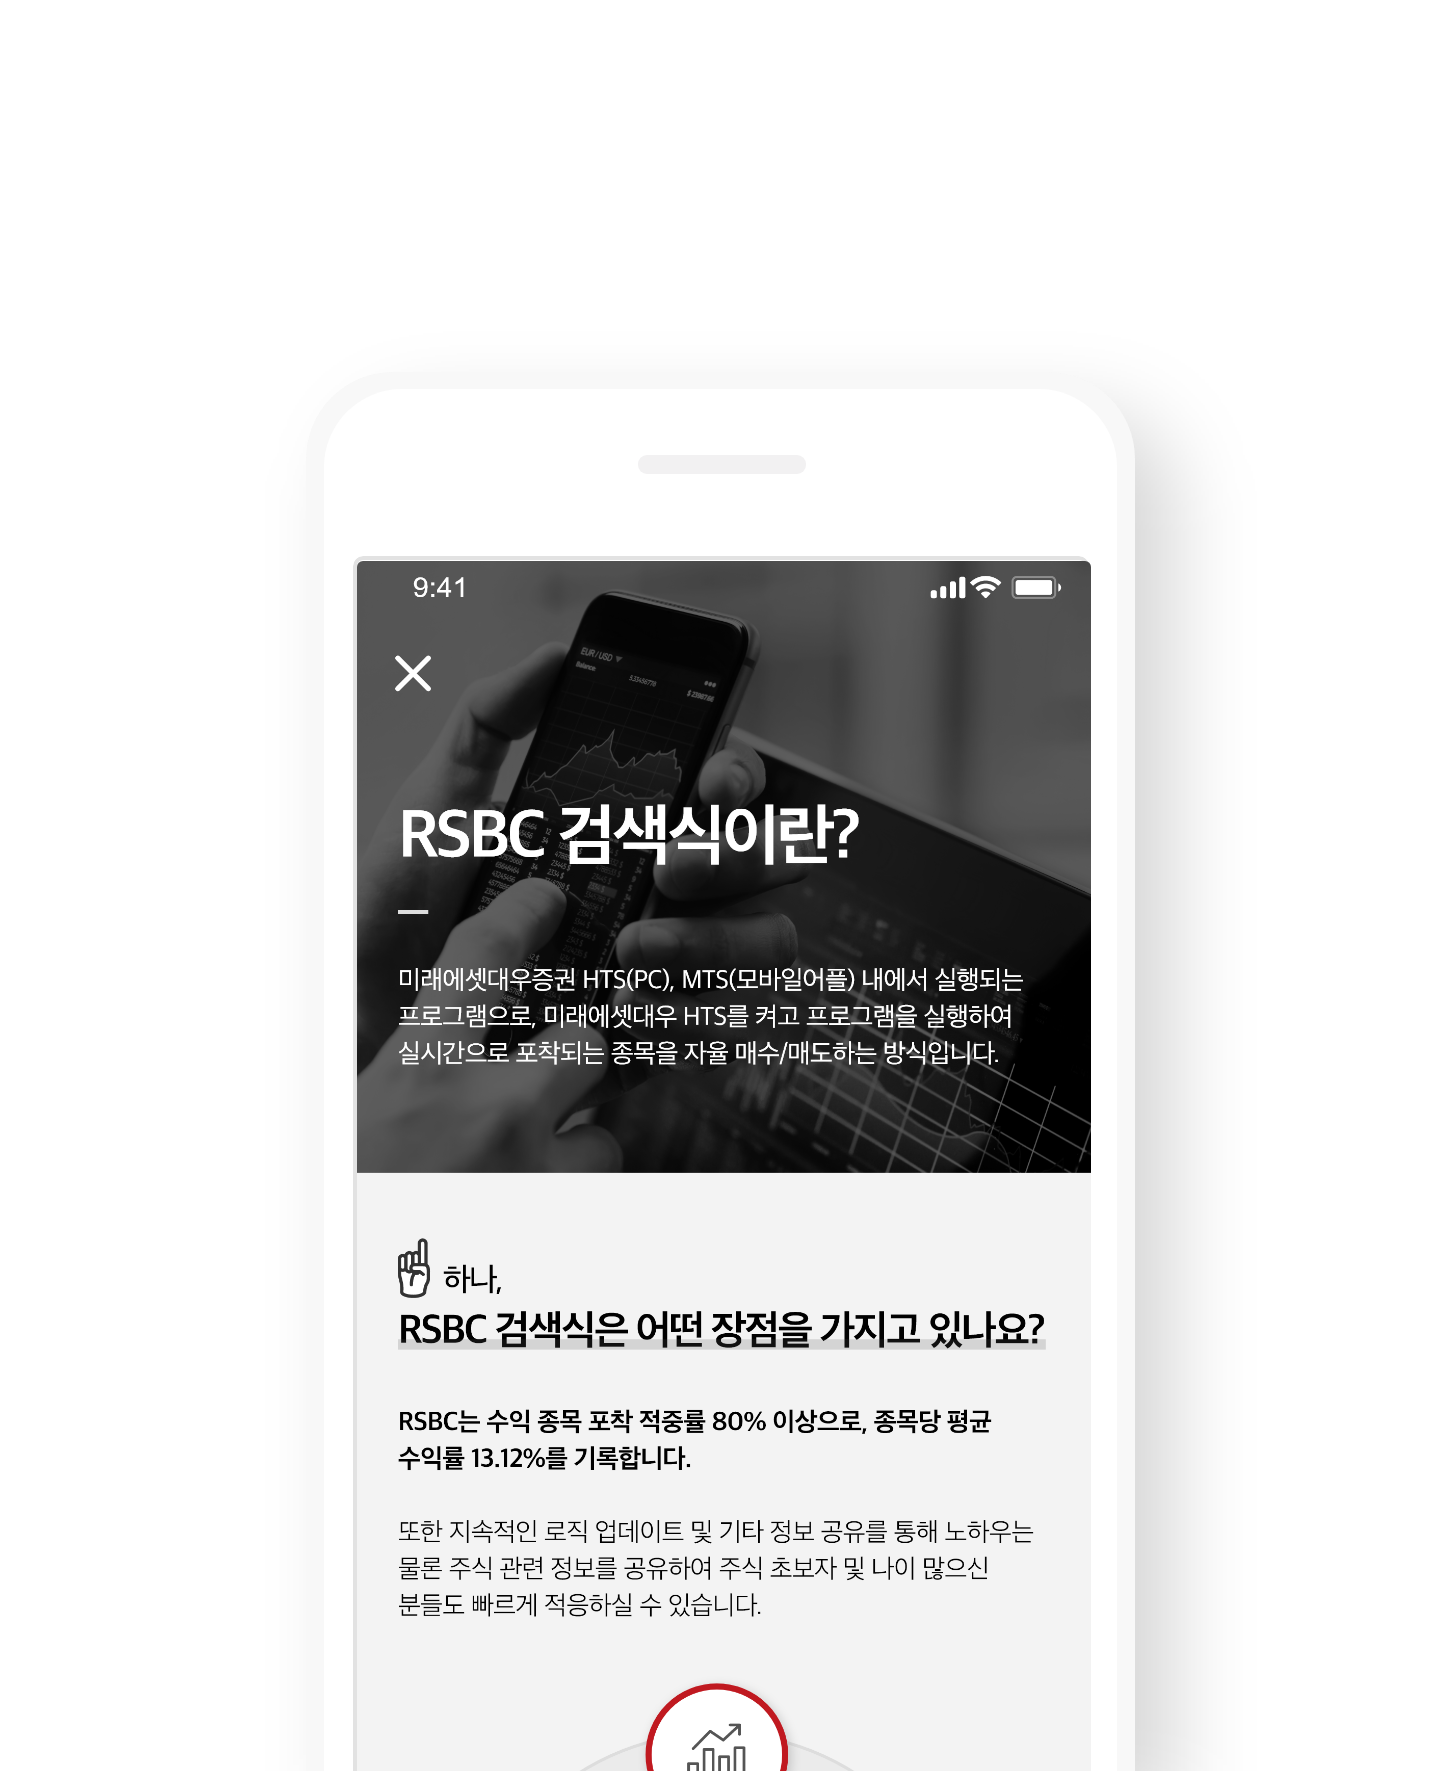 9:41
EUR / USD
Balance
RSBC 검색식이란?
미래에셋대우증권 HTS(PC), MTS(모바일어플) 내에서 실행되는
프로그램으로, 미래에셋대우 HTS를 켜고 프로그램을 실행하여
실시간으로 포착되는 종목을 자율 매수/매도하는 방식입니다.
하나,
RSBC 검색식은 어떤 장점을 가지고 있나요?
RSBC는 수익 종목 포착 적중률 80% 이상으로, 종목당 평균
수익률 13.12%를 기록합니다.
또한 지속적인 로직 업데이트 및 기타 정보 공유를 통해 노하우는
물론 주식 관련 정보를 공유하여 주식 초보자 및 나이 많으신
분들도 빠르게 적응하실 수 있습니다.